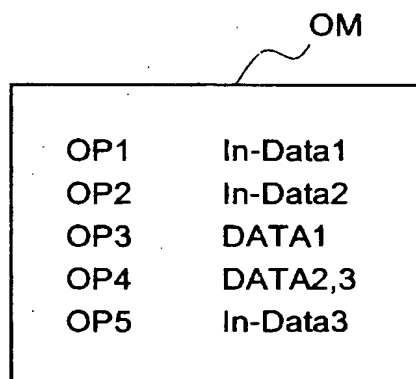 OM
OP1 In-Data1
OP2 In-Data2
OP3 DATA1
OP4 DATA2,3
OP5 In-Data3